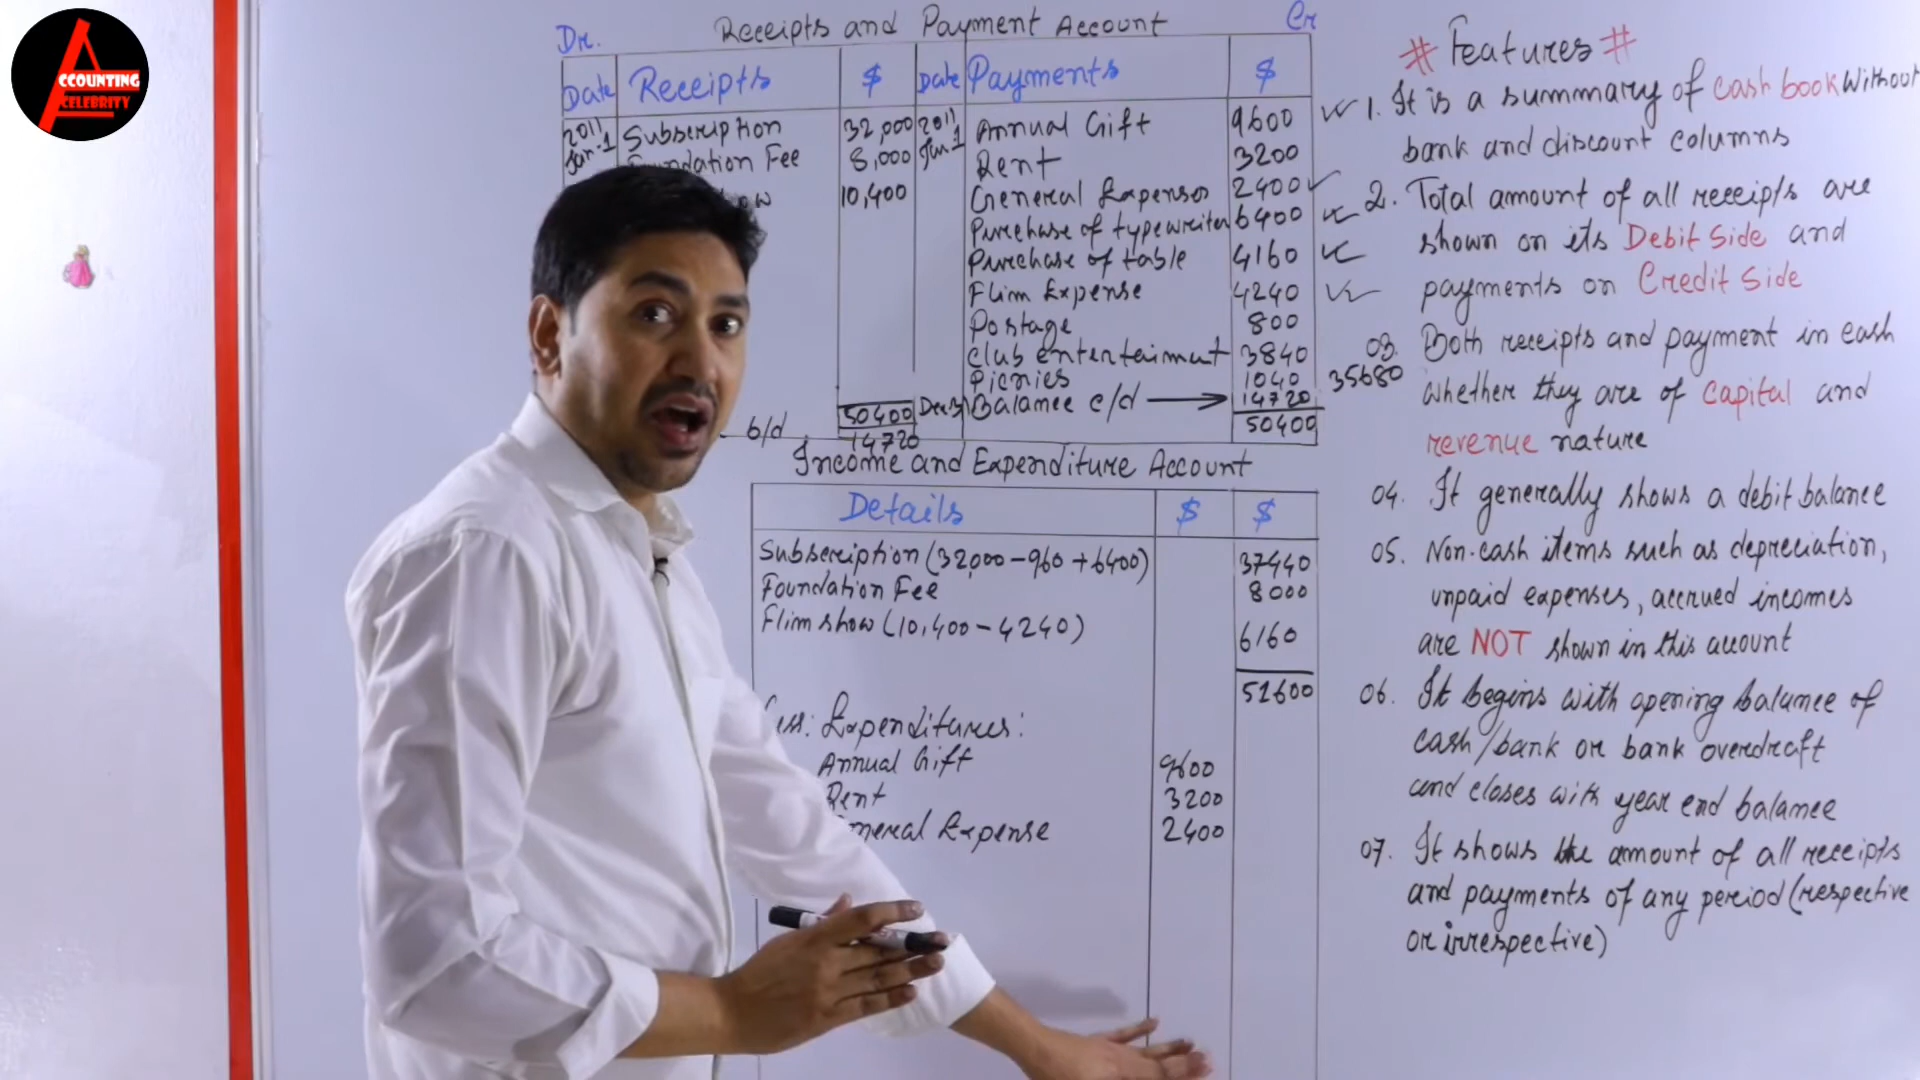 ACCOUNTING
CELEBRITY
Dr. Receipts and Payment Account Cr
Date Receipts $ Date Payments $
2011 Jan-1 Subscription 32,000 2011 Jan-1 Annual Gift 9600
Foundation Fee 8,000 Rent 3200
10,400 General Expenses 2400
Purchase of typewriter 6400
Purchase of table 4160
Flim Expense 4240
Postage 800
Club entertaiment 3840
Picnics 1040 35680
50400 Dec 31 Balance c/d 14720
b/d 14720 50400
Income and Expenditure Account
Details $ $
Subscription (32,000-960+6400) 37440
Foundation Fee 8000
Flim show (10,400-4240) 6160
51600
Less: Expenditures:
Annual Gift 9600
Rent 3200
General Expense 2400
# Features #
1. It is a summary of cash book without
bank and discount columns
2. Total amount of all receipts are
shown on its Debit Side and
payments on Credit Side
03. Both receipts and payment in cash
whether they are of capital and
revenue nature
04. It generally shows a debit balance
05. Non-cash items such as depreciation,
unpaid expenses, accrued incomes
are NOT shown in this account
06. It begins with opening balance of
cash/bank or bank overdraft
and closes with year end balance
07. It shows the amount of all receipts
and payments of any period (respective
or irrespective)